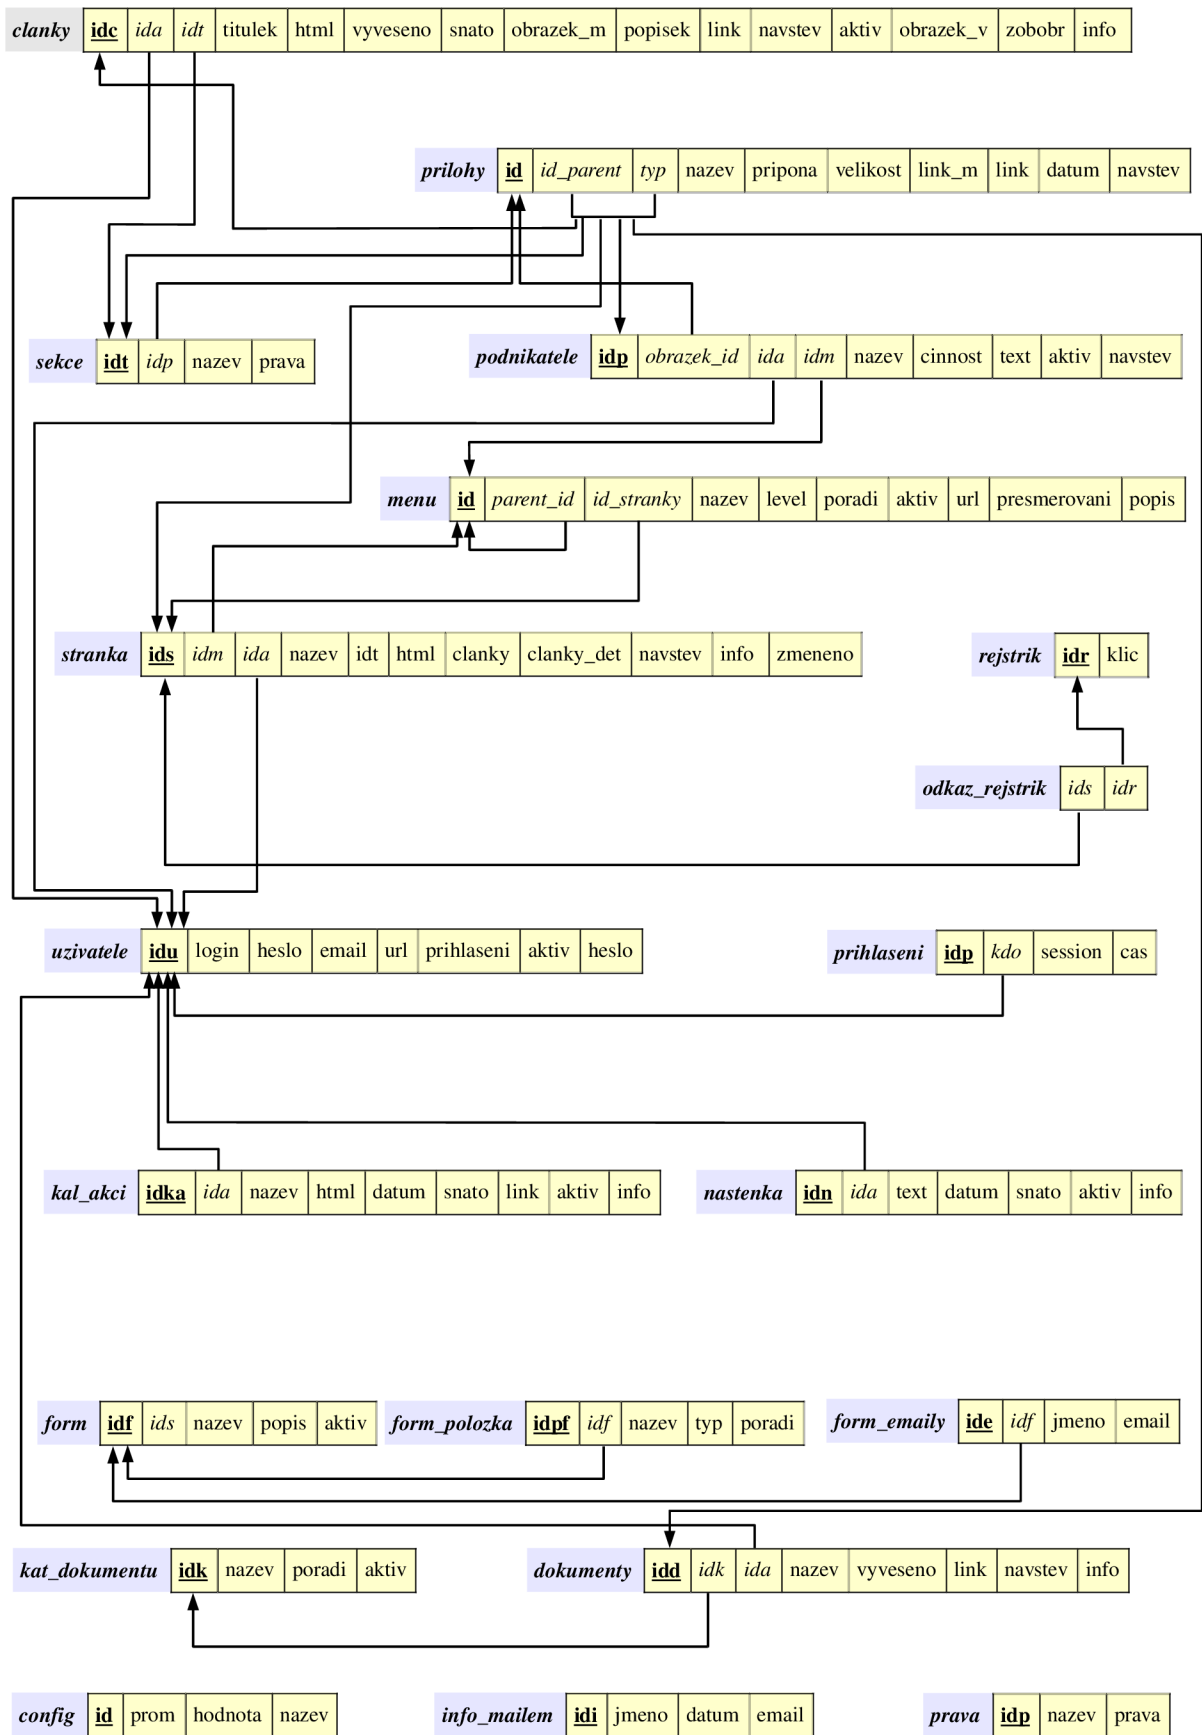 clanky idc ida idt titulek html vyveseno snato obrazek_m popisek link navstev aktiv obrazek_v zobobr info
prilohy id id_parent typ nazev pripona velikost link_m link datum navstev
sekce idt idp nazev prava
podnikatele idp obrazek_id ida idm nazev cinnost text aktiv navstev
menu id parent_id id_stranky nazev level poradi aktiv url presmerovani popis
stranka ids idm ida nazev idt html clanky clanky_det navstev info zmeneno
rejstrik idr klic
odkaz_rejstrik ids idr
uzivatele idu login heslo email url prihlaseni aktiv heslo
prihlaseni idp kdo session cas
kal_akci idka ida nazev html datum snato link aktiv info
nastenka idn ida text datum snato aktiv info
form idf ids nazev popis aktiv
form_polozka idpf idf nazev typ poradi
form_emaily ide idf jmeno email
kat_dokumentu idk nazev poradi aktiv
dokumenty idd idk ida nazev vyveseno link navstev info
config id prom hodnota nazev
info_mailem idi jmeno datum email
prava idp nazev prava